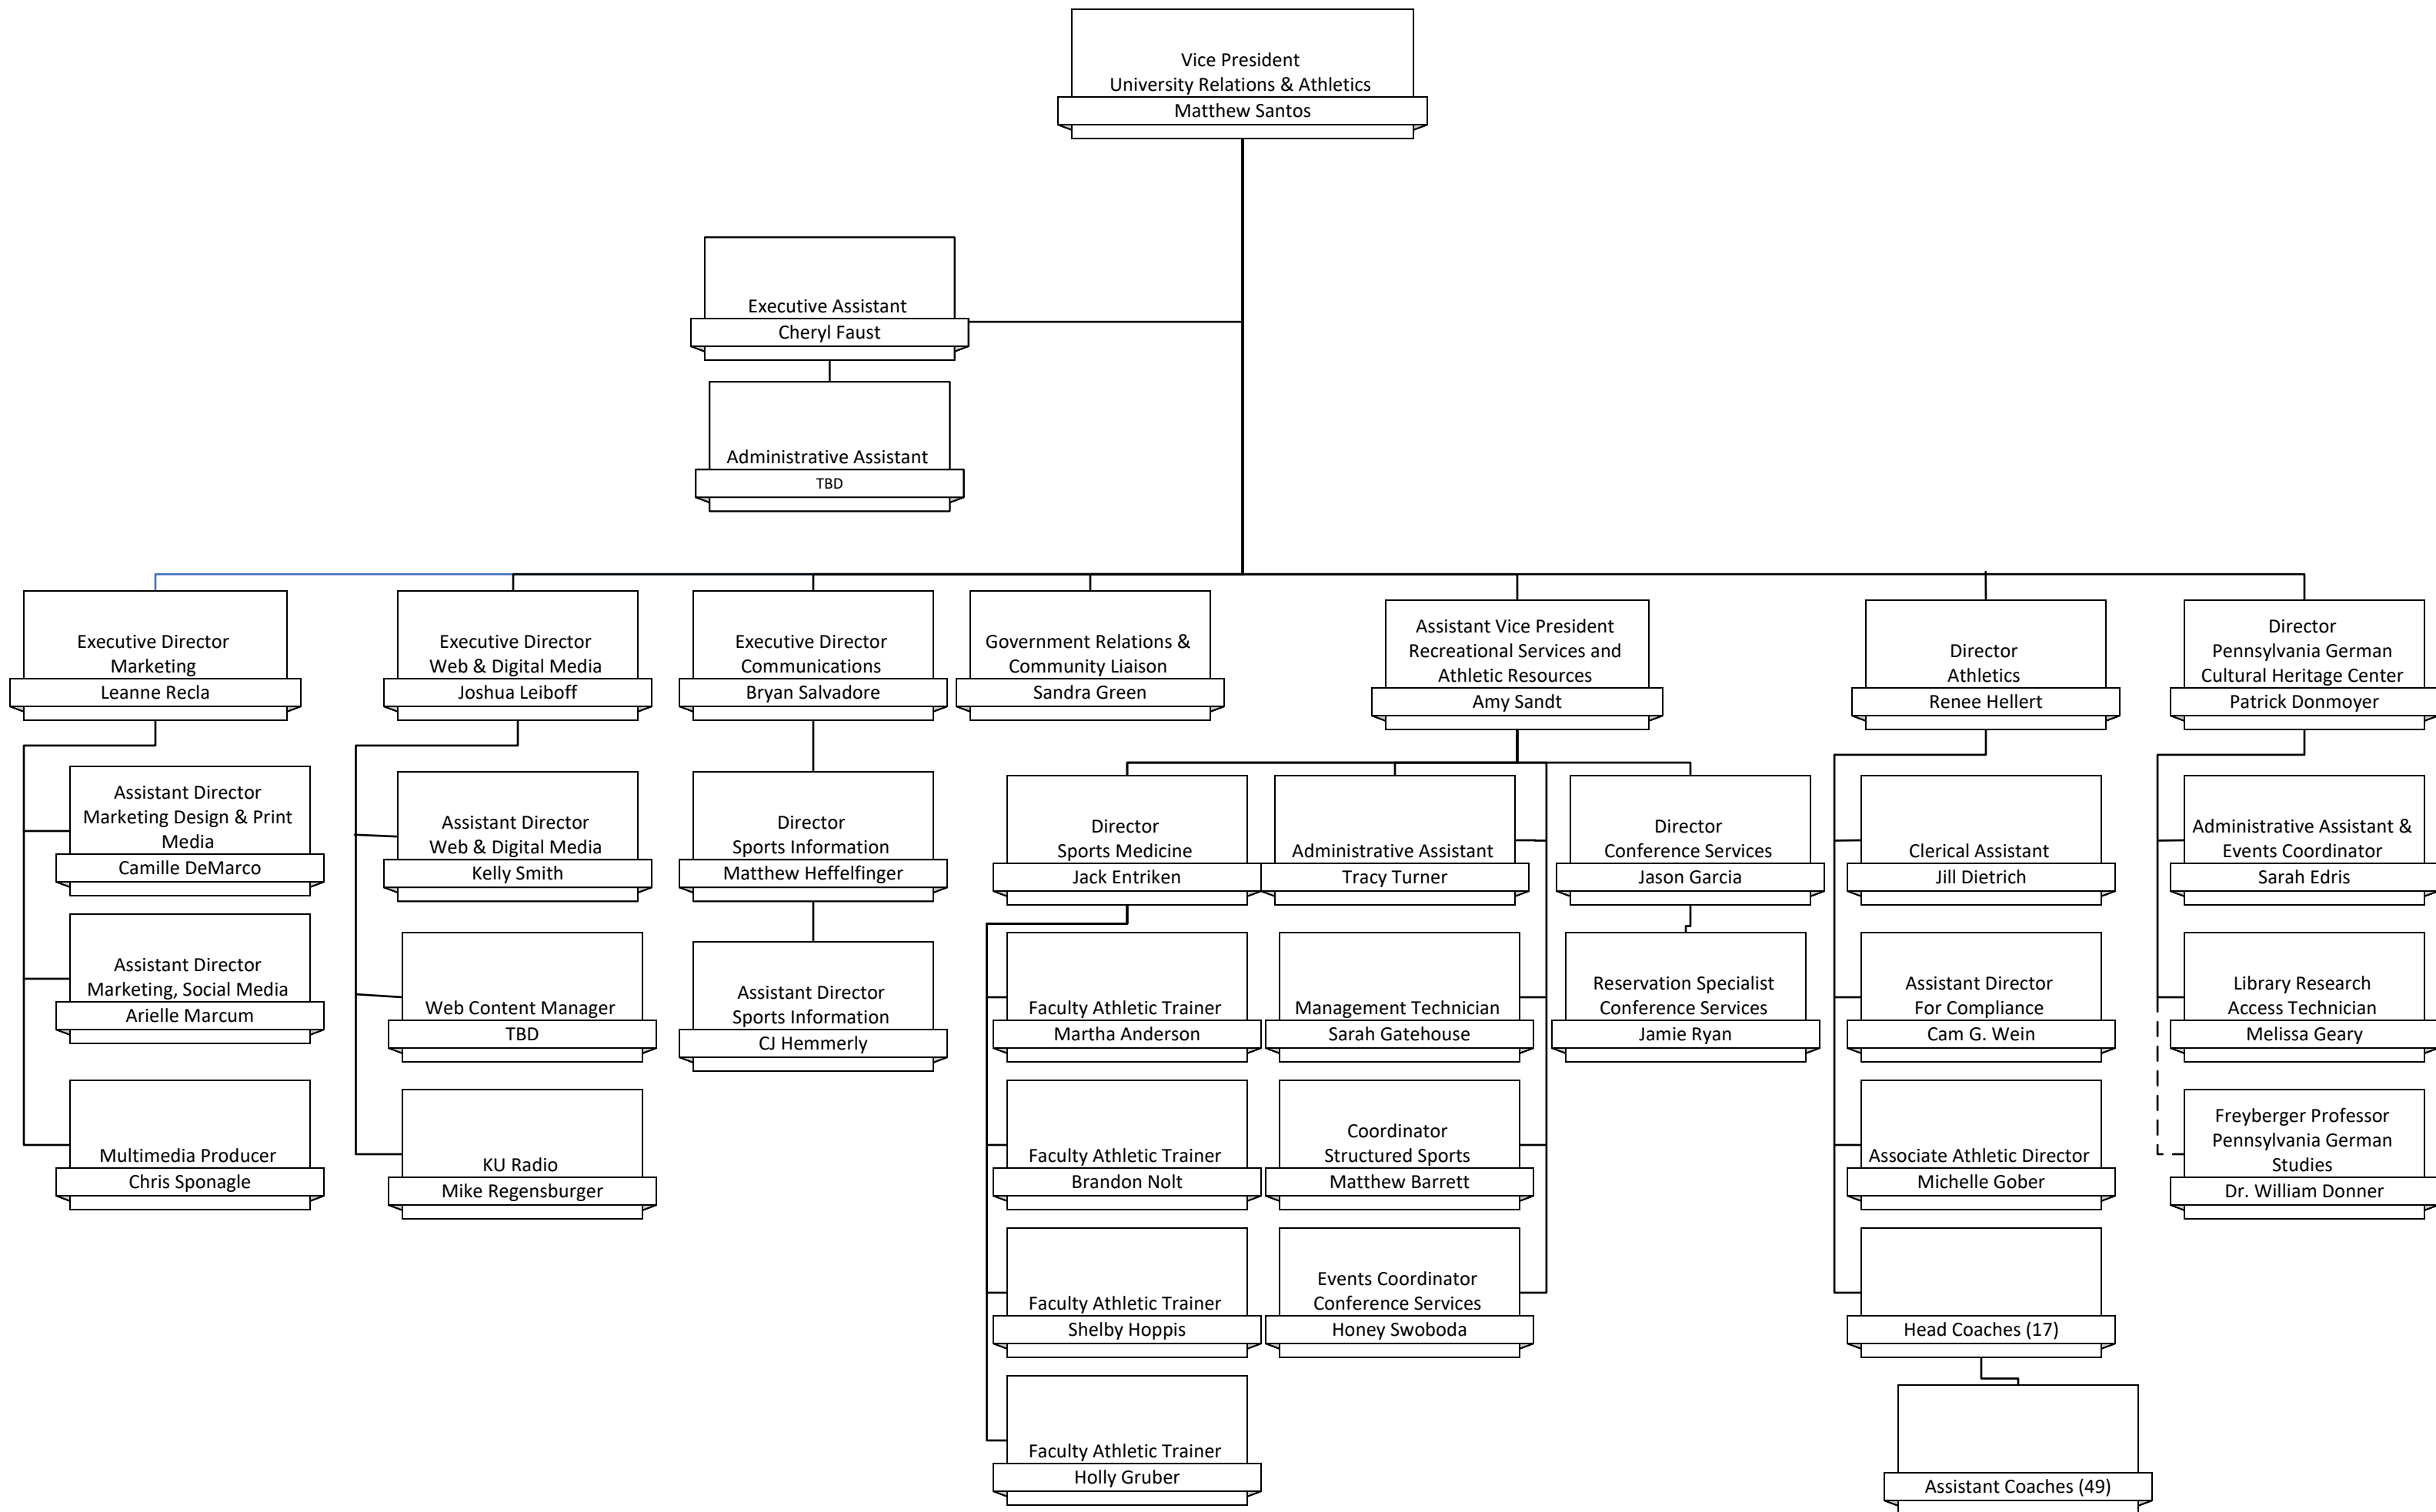 Vice President
University Relations & Athletics
Matthew Santos
Executive Assistant
Cheryl Faust
Administrative Assistant
TBD
Executive Director
Marketing
Leanne Recla
Executive Director
Web & Digital Media
Joshua Leiboff
Executive Director
Communications
Bryan Salvadore
Government Relations &
Community Liaison
Sandra Green
Assistant Vice President
Recreational Services and
Athletic Resources
Amy Sandt
Director
Athletics
Renee Hellert
Director
Pennsylvania German
Cultural Heritage Center
Patrick Donmoyer
Assistant Director
Marketing Design & Print
Media
Camille DeMarco
Assistant Director
Marketing, Social Media
Arielle Marcum
Multimedia Producer
Chris Sponagle
Assistant Director
Web & Digital Media
Kelly Smith
Web Content Manager
TBD
KU Radio
Mike Regensburger
Director
Sports Information
Matthew Heffelfinger
Assistant Director
Sports Information
CJ Hemmerly
Director
Sports Medicine
Jack Entriken
Faculty Athletic Trainer
Martha Anderson
Faculty Athletic Trainer
Brandon Nolt
Faculty Athletic Trainer
Shelby Hoppis
Faculty Athletic Trainer
Holly Gruber
Administrative Assistant
Tracy Turner
Management Technician
Sarah Gatehouse
Coordinator
Structured Sports
Matthew Barrett
Events Coordinator
Conference Services
Honey Swoboda
Director
Conference Services
Jason Garcia
Reservation Specialist
Conference Services
Jamie Ryan
Clerical Assistant
Jill Dietrich
Assistant Director
For Compliance
Cam G. Wein
Associate Athletic Director
Michelle Gober
Head Coaches (17)
Assistant Coaches (49)
Administrative Assistant &
Events Coordinator
Sarah Edris
Library Research
Access Technician
Melissa Geary
Freyberger Professor
Pennsylvania German
Studies
Dr. William Donner